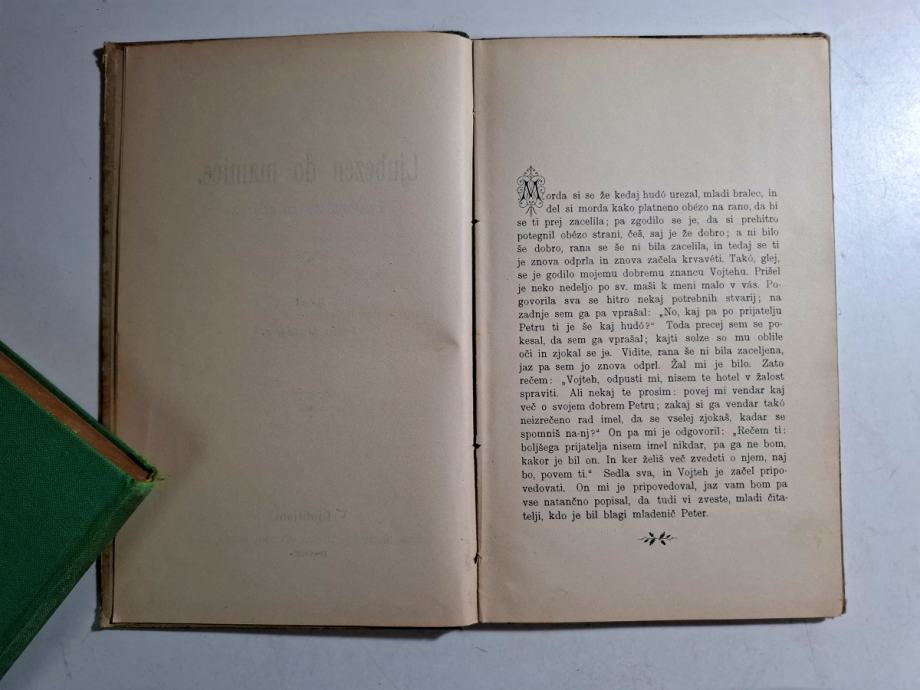 Ljubezen do mamice.
V Ljubljani.
Morda si se že kedaj hudó urezal, mladi bralec, in
del si morda kako platneno obézo na rano, da bi
se ti prej zacelila; pa zgodilo se je, da si prehitro
potegnil obézo strani, češ, saj je že dobro; a ni bilo
še dobro, rana se še ni bila zacelila, in tedaj se ti
je znova odprla in znova začela krvavéti. Takó, glej,
se je godilo mojemu dobremu znancu Vojtehu. Prišel
je neko nedeljo po sv. maši k meni malo v vás. Po-
govorila sva se hitro nekaj potrebnih stvarij; na
zadnje sem ga pa vprašal: „No, kaj pa po prijatelju
Petru ti je še kaj hudó?“ Toda precej sem se po-
kesal, da sem ga vprašal; kajti solze so mu oblile
oči in zjokal se je. Vidite, rana še ni bila zaceljena,
jaz pa sem jo znova odprl. Žal mi je bilo. Zato
rečem: „Vojteh, odpusti mi, nisem te hotel v žalost
spraviti. Ali nekaj te prosim: povej mi vendar kaj
več o svojem dobrem Petru; zakaj si ga vendar takó
neizrečeno rad imel, da se vselej zjokaš, kadar se
spomniš na-nj?“ On pa mi je odgovoril: „Rečem ti:
boljšega prijatelja nisem imel nikdar, pa ga ne bom,
kakor je bil on. In ker želiš več zvedeti o njem, naj
bo, povem ti.“ Sedla sva, in Vojteh je začel pripo-
vedovati. On mi je pripovedoval, jaz vam bom pa
vse natančno popisal, da tudi vi zveste, mladi čita-
telji, kdo je bil blagi mladenič Peter.